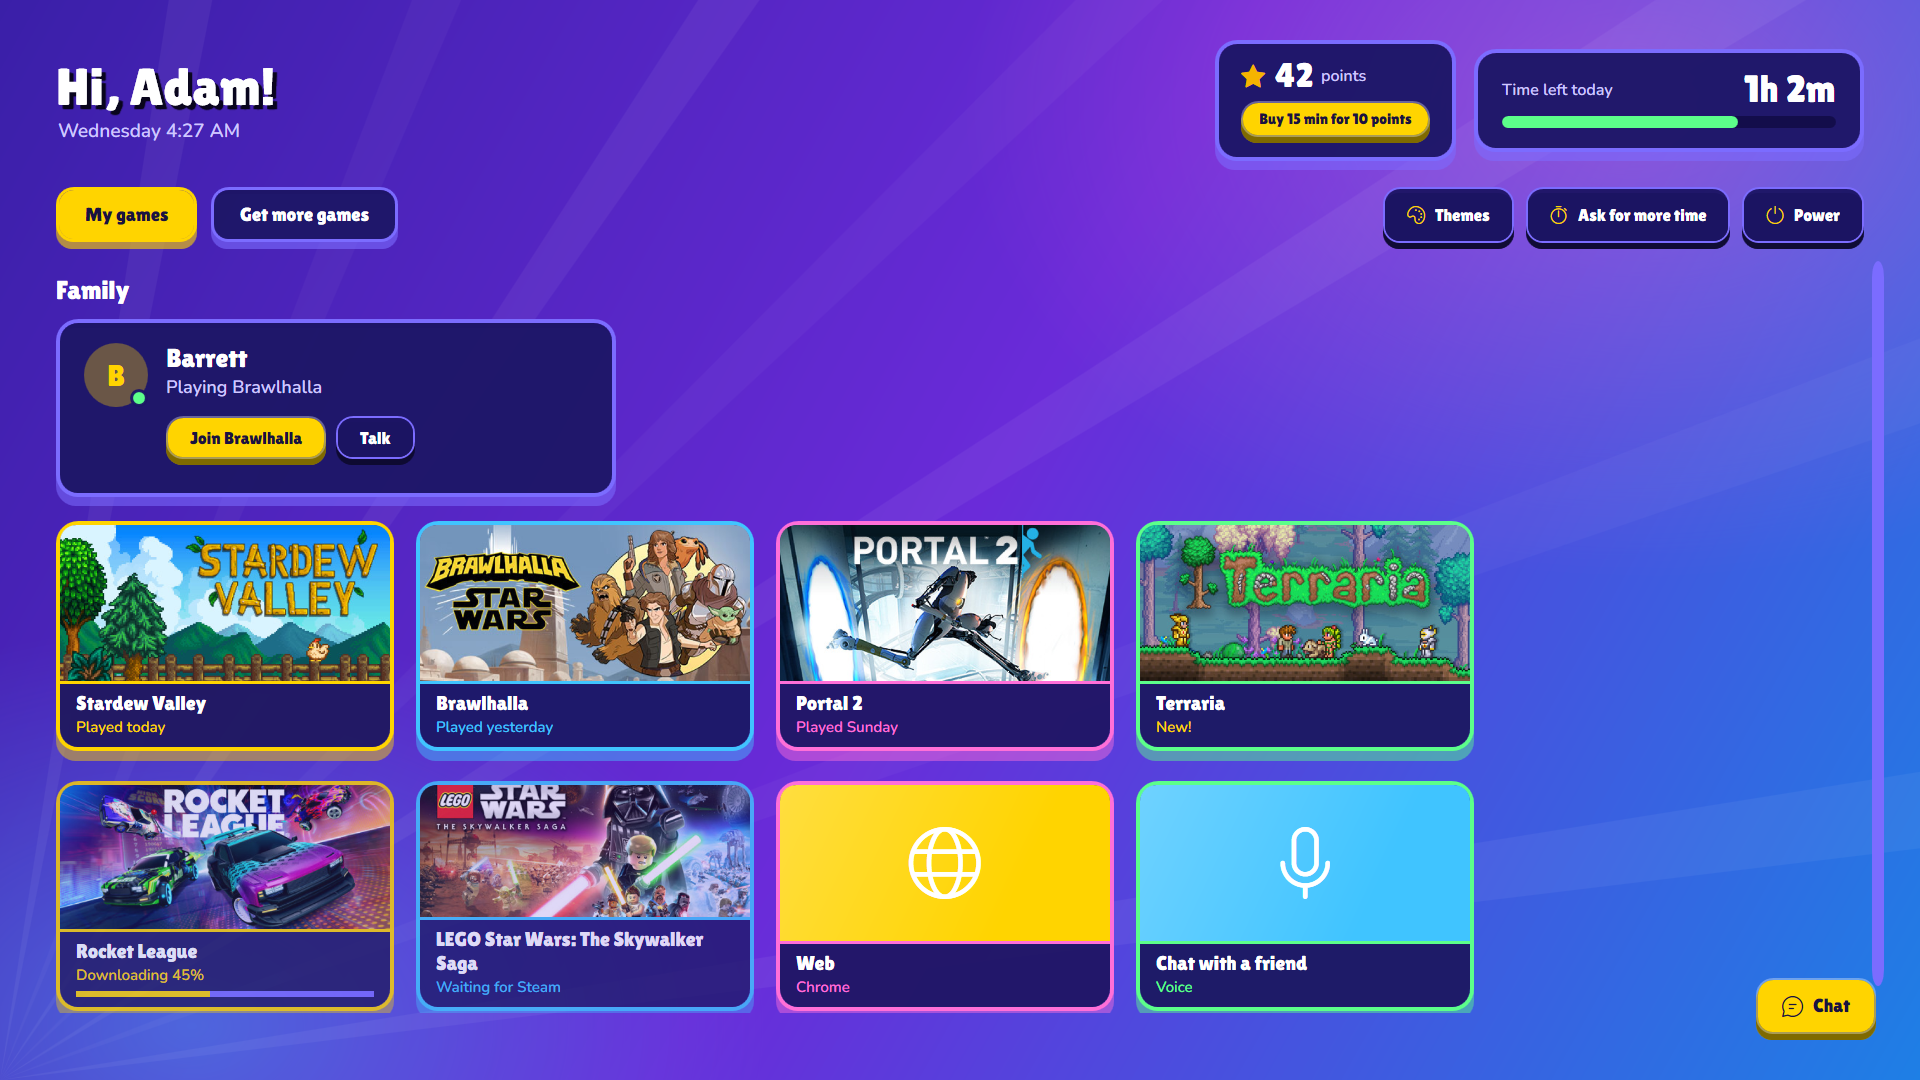 Hi, Adam!
Wednesday 4:27 AM
42 points
Buy 15 min for 10 points
Time left today
1h 2m
My games
Get more games
Themes
Ask for more time
Power
Family
B
Barrett
Playing Brawlhalla
Join Brawlhalla
Talk
STARDEW
VALLEY
Stardew Valley
Played today
BRAWLHALLA
STAR
WARS
Brawlhalla
Played yesterday
PORTAL 2
Portal 2
Played Sunday
Terraria
Terraria
New!
ROCKET
LEAGUE
Rocket League
Downloading 45%
LEGO
STAR
WARS
THE SKYWALKER SAGA
LEGO Star Wars: The Skywalker
Saga
Waiting for Steam
Web
Chrome
Chat with a friend
Voice
Chat